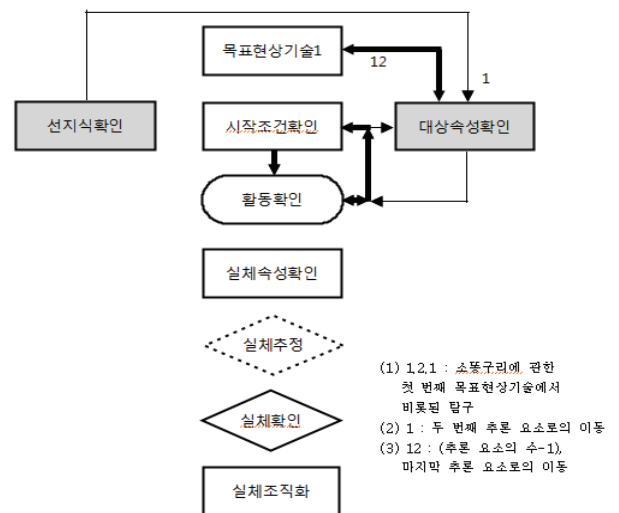 목표현상기술1
12
1
선지식확인
시작조건확인
대상속성확인
활동확인
실체속성확인
실체추정
실체확인
실체조직화
(1) 1.2.1 : 소똥구리에 관한
첫 번째 목표현상기술에서
비롯된 탐구
(2) 1 : 두 번째 추론 요소로의 이동
(3) 12 : (추론 요소의 수-1),
마지막 추론 요소로의 이동